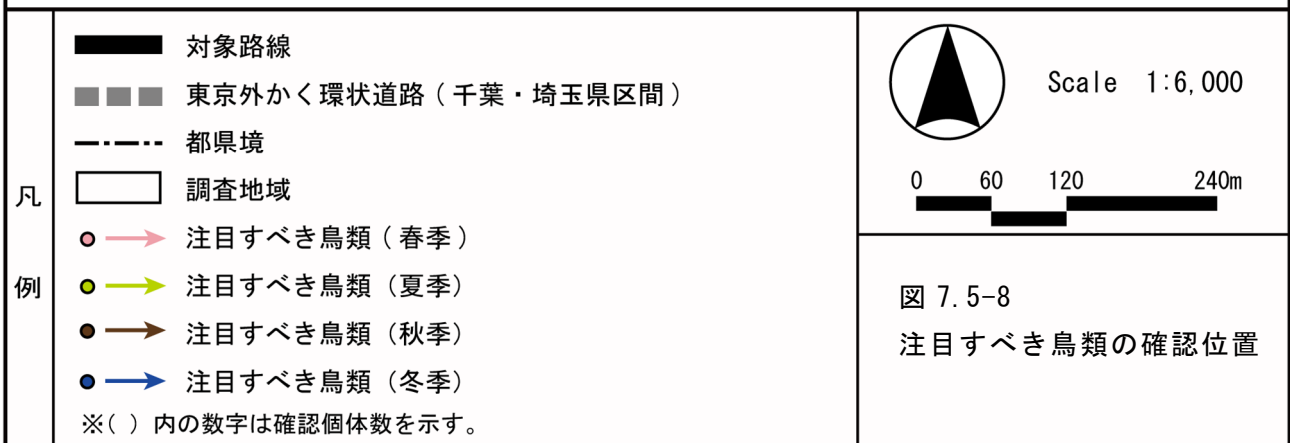 凡例
対象路線
東京外かく環状道路(千葉・埼玉県区間)
都県境
調査地域
注目すべき鳥類(春季)
注目すべき鳥類(夏季)
注目すべき鳥類(秋季)
注目すべき鳥類(冬季)
※( )内の数字は確認個体数を示す。
Scale 1:6,000
0 60 120 240m
図 7.5-8
注目すべき鳥類の確認位置